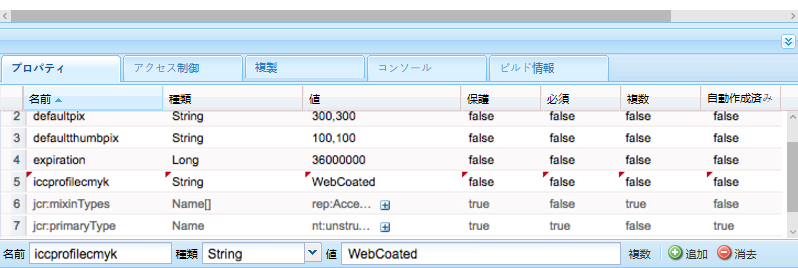 プロパティ アクセス制御 複製 コンソール ビルド情報
名前 種類 値 保護 必須 複数 自動作成済み
2 defaultpix String 300,300 false false false false
3 defaultthumbpix String 100,100 false false false false
4 expiration Long 36000000 false false false false
5 iccprofilecmyk String WebCoated false false false false
6 jcr:mixinTypes Name[] rep:Acce... true false true false
7 jcr:primaryType Name nt:unstru... true true false true
名前 iccprofilecmyk 種類 String 値 WebCoated 複数 追加 消去